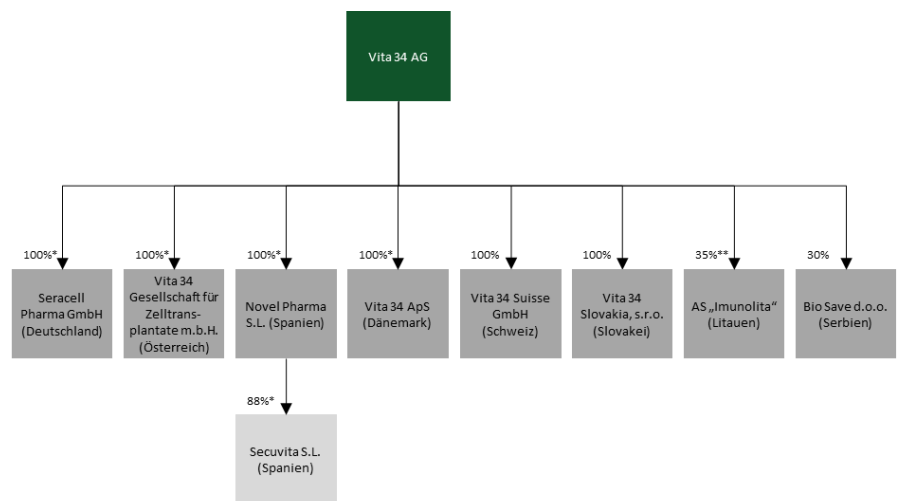 Vita 34 AG
100%*
100%*
100%*
100%*
100%
100%
35%**
30%
Seracell
Pharma GmbH
(Deutschland)
Vita 34
Gesellschaft für
Zelltrans-
plantate m.b.H.
(Österreich)
Novel Pharma
S.L. (Spanien)
Vita 34 ApS
(Dänemark)
Vita 34 Suisse
GmbH
(Schweiz)
Vita 34
Slovakia, s.r.o.
(Slovakei)
AS „Imunolita“
(Litauen)
Bio Save d.o.o.
(Serbien)
88%*
Secuvita S.L.
(Spanien)